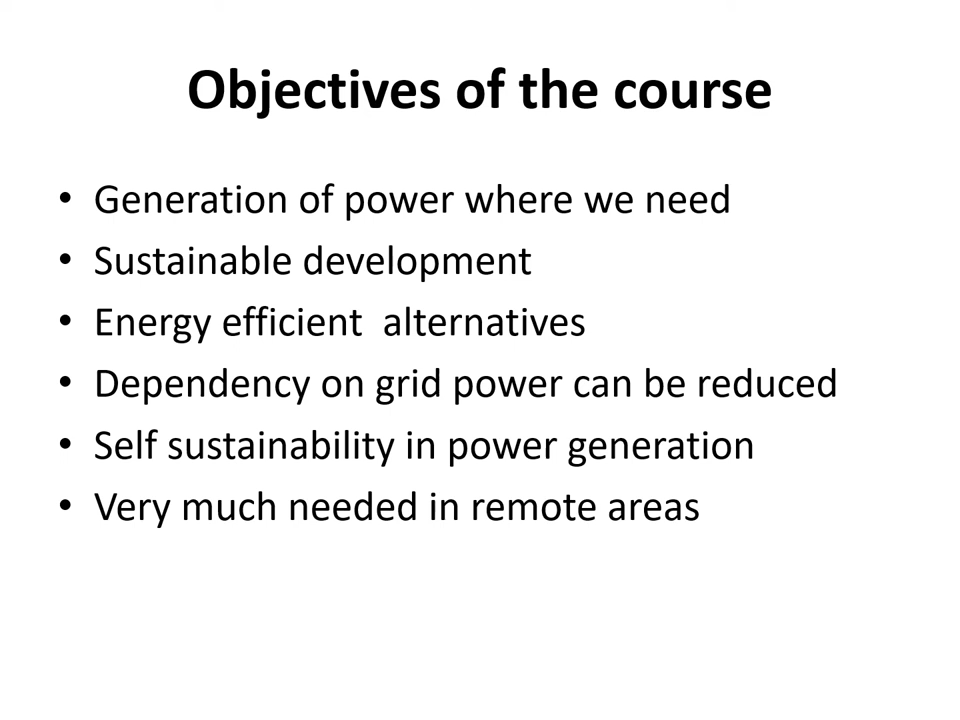 Objectives of the course
• Generation of power where we need
• Sustainable development
• Energy efficient  alternatives
• Dependency on grid power can be reduced
• Self sustainability in power generation
• Very much needed in remote areas